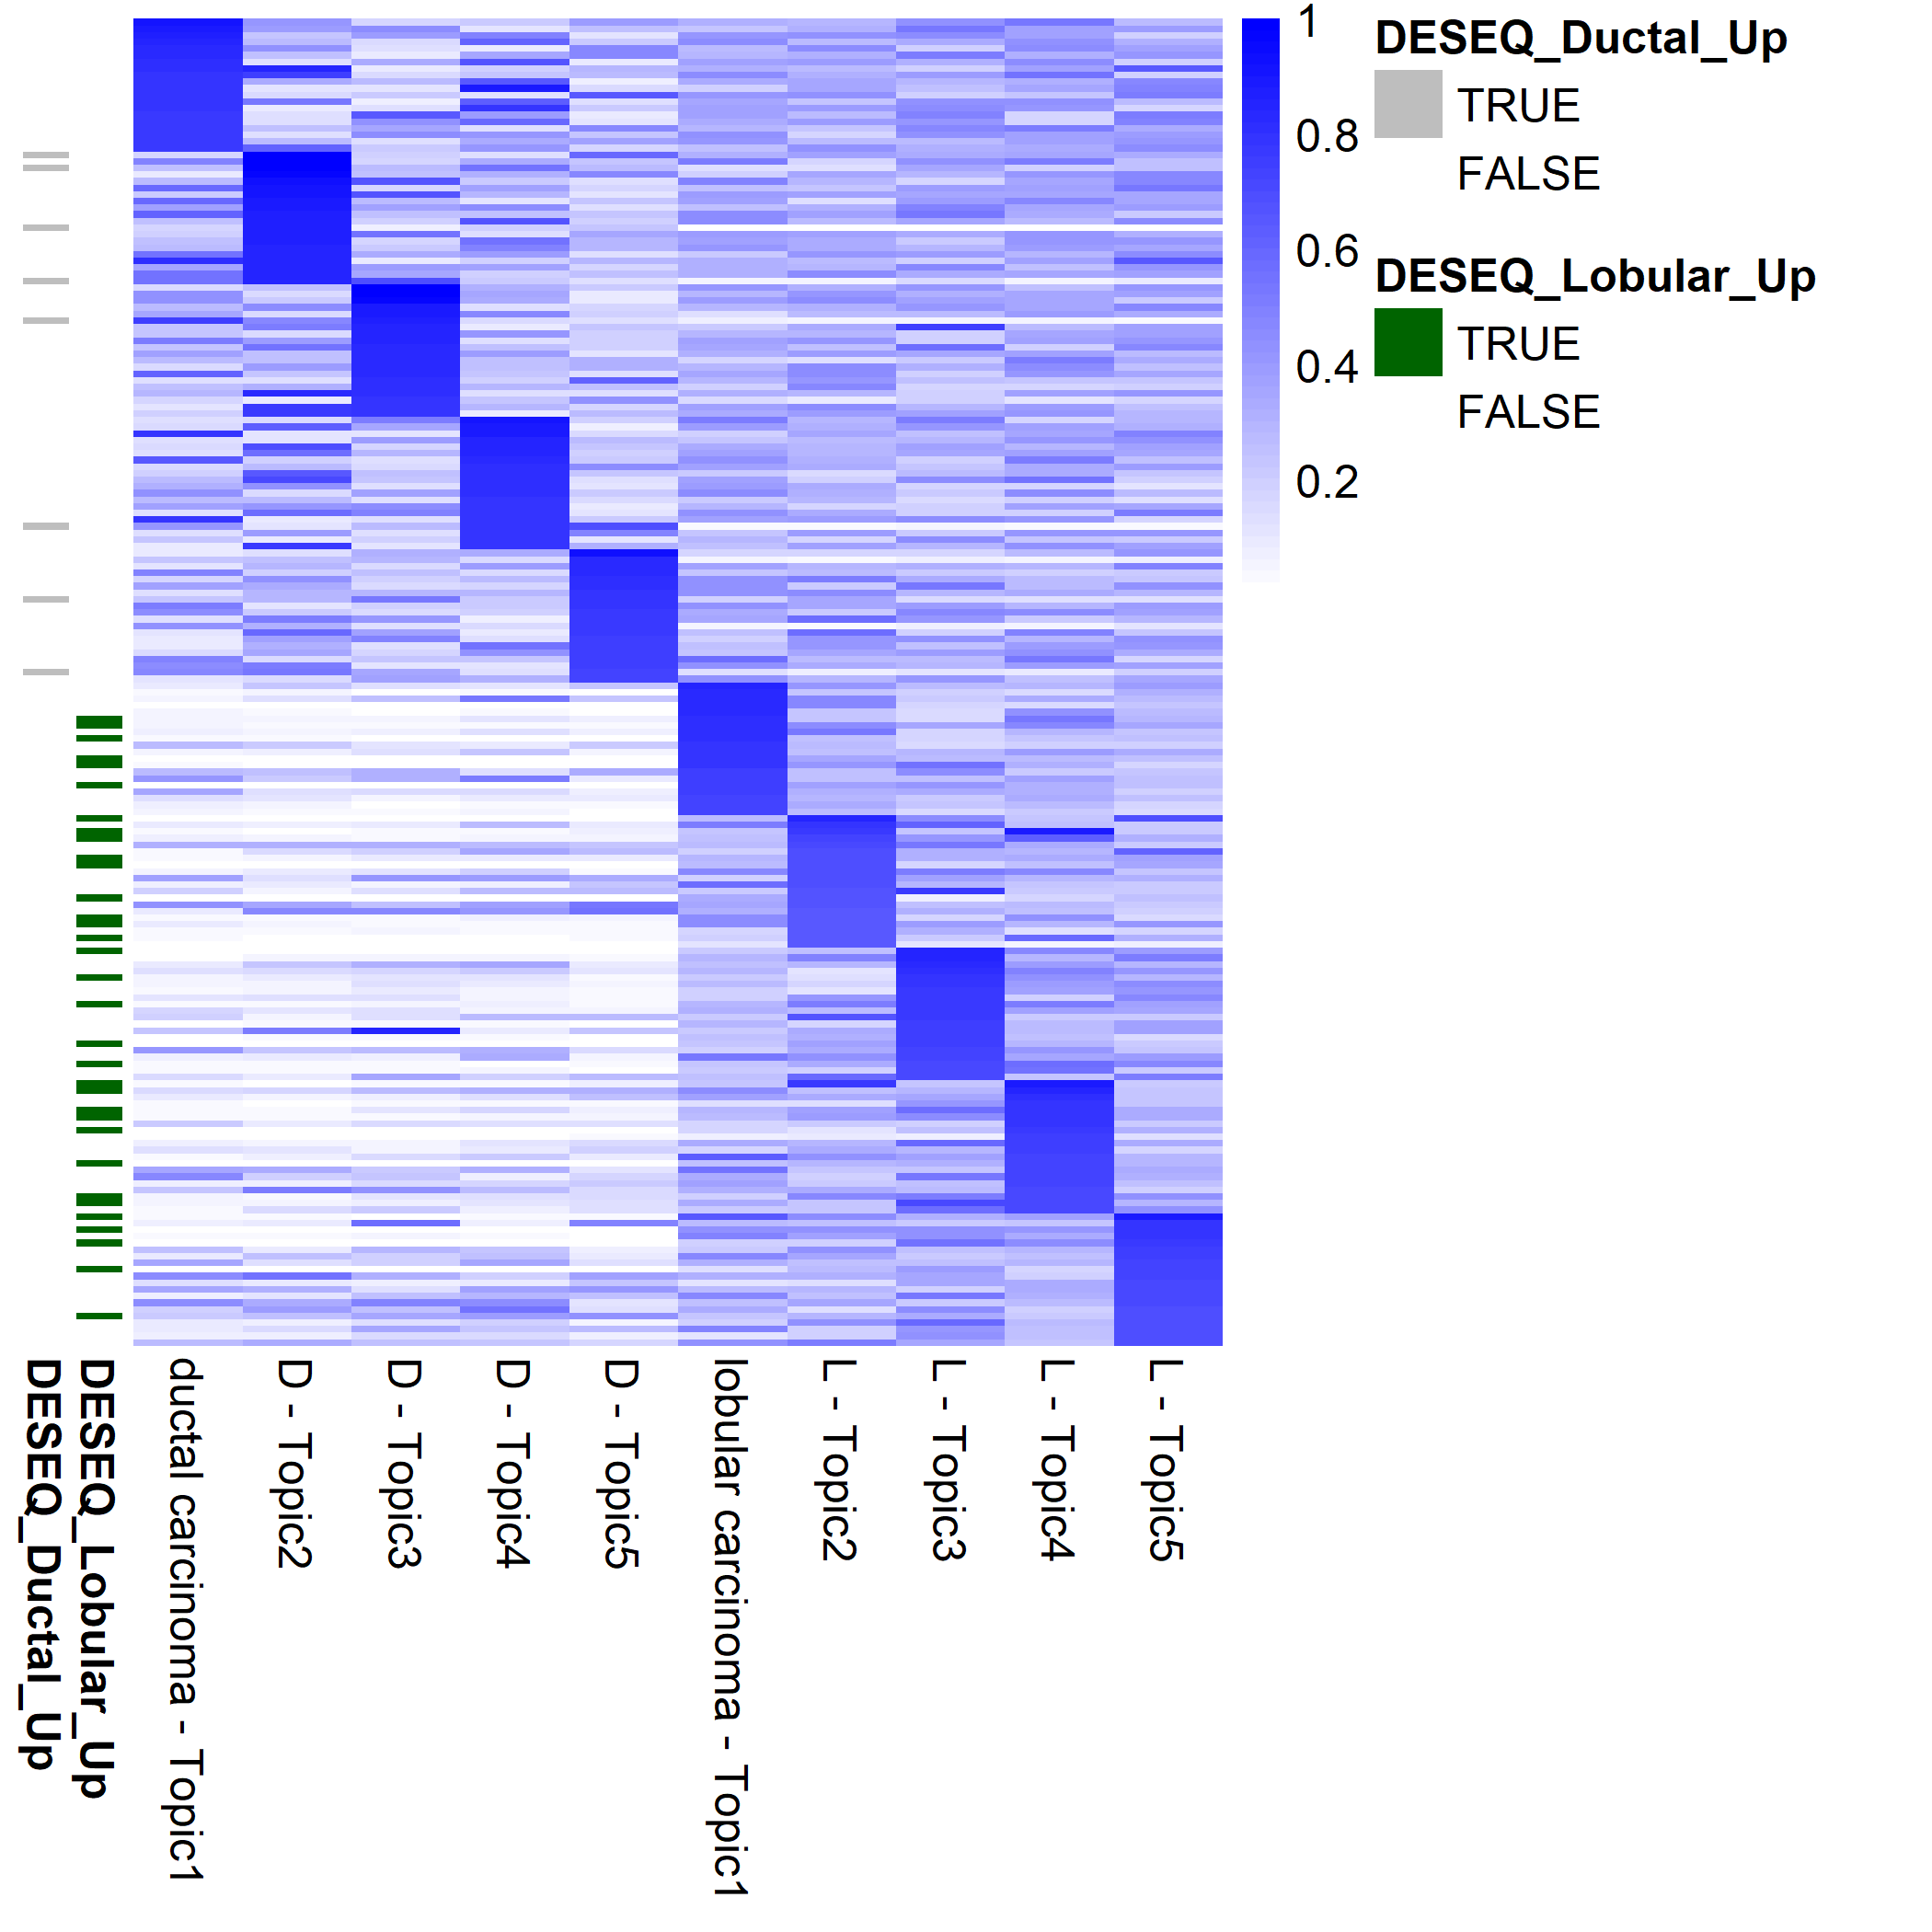 1
0.8
0.6
0.4
0.2
DESEQ_Ductal_Up
TRUE
FALSE
DESEQ_Lobular_Up
TRUE
FALSE
DESEQ_Ductal_Up
DESEQ_Lobular_Up
ductal carcinoma - Topic1
D - Topic2
D - Topic3
D - Topic4
D - Topic5
lobular carcinoma - Topic1
L - Topic2
L - Topic3
L - Topic4
L - Topic5